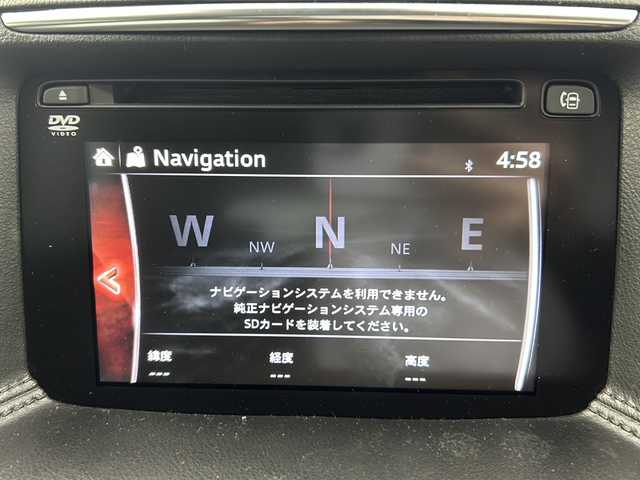 DVD
VIDEO
Navigation
4:58
W NW N NE E
ナビゲーションシステムを利用できません。
純正ナビゲーションシステム専用の
SDカードを装着してください。
緯度 経度 高度
--- --- ---